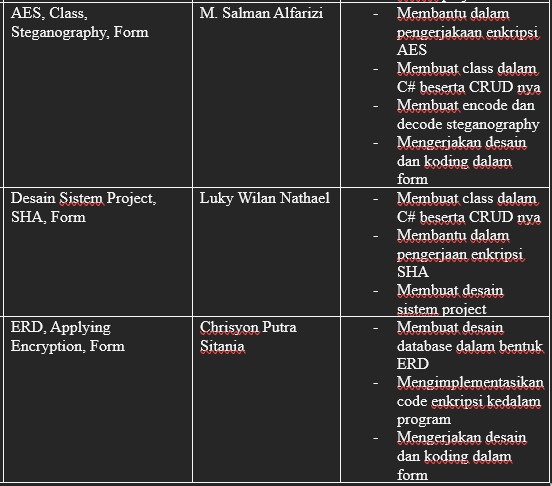 AES, Class,
Steganography, Form
M. Salman Alfarizi
- Membantu dalam
pengerjakaan enkripsi
AES
- Membuat class dalam
C# beserta CRUD nya
- Membuat encode dan
decode steganography
- Mengerjakan desain
dan koding dalam
form
Desain Sistem Project,
SHA, Form
Luky Wilan Nathael
- Membuat class dalam
C# beserta CRUD nya
- Membantu dalam
pengerjaan enkripsi
SHA
- Membuat desain
sistem project
ERD, Applying
Encryption, Form
Chrisyon Putra
Sitania
- Membuat desain
database dalam bentuk
ERD
- Mengimplementasikan
code enkripsi kedalam
program
- Mengerjakan desain
dan koding dalam
form